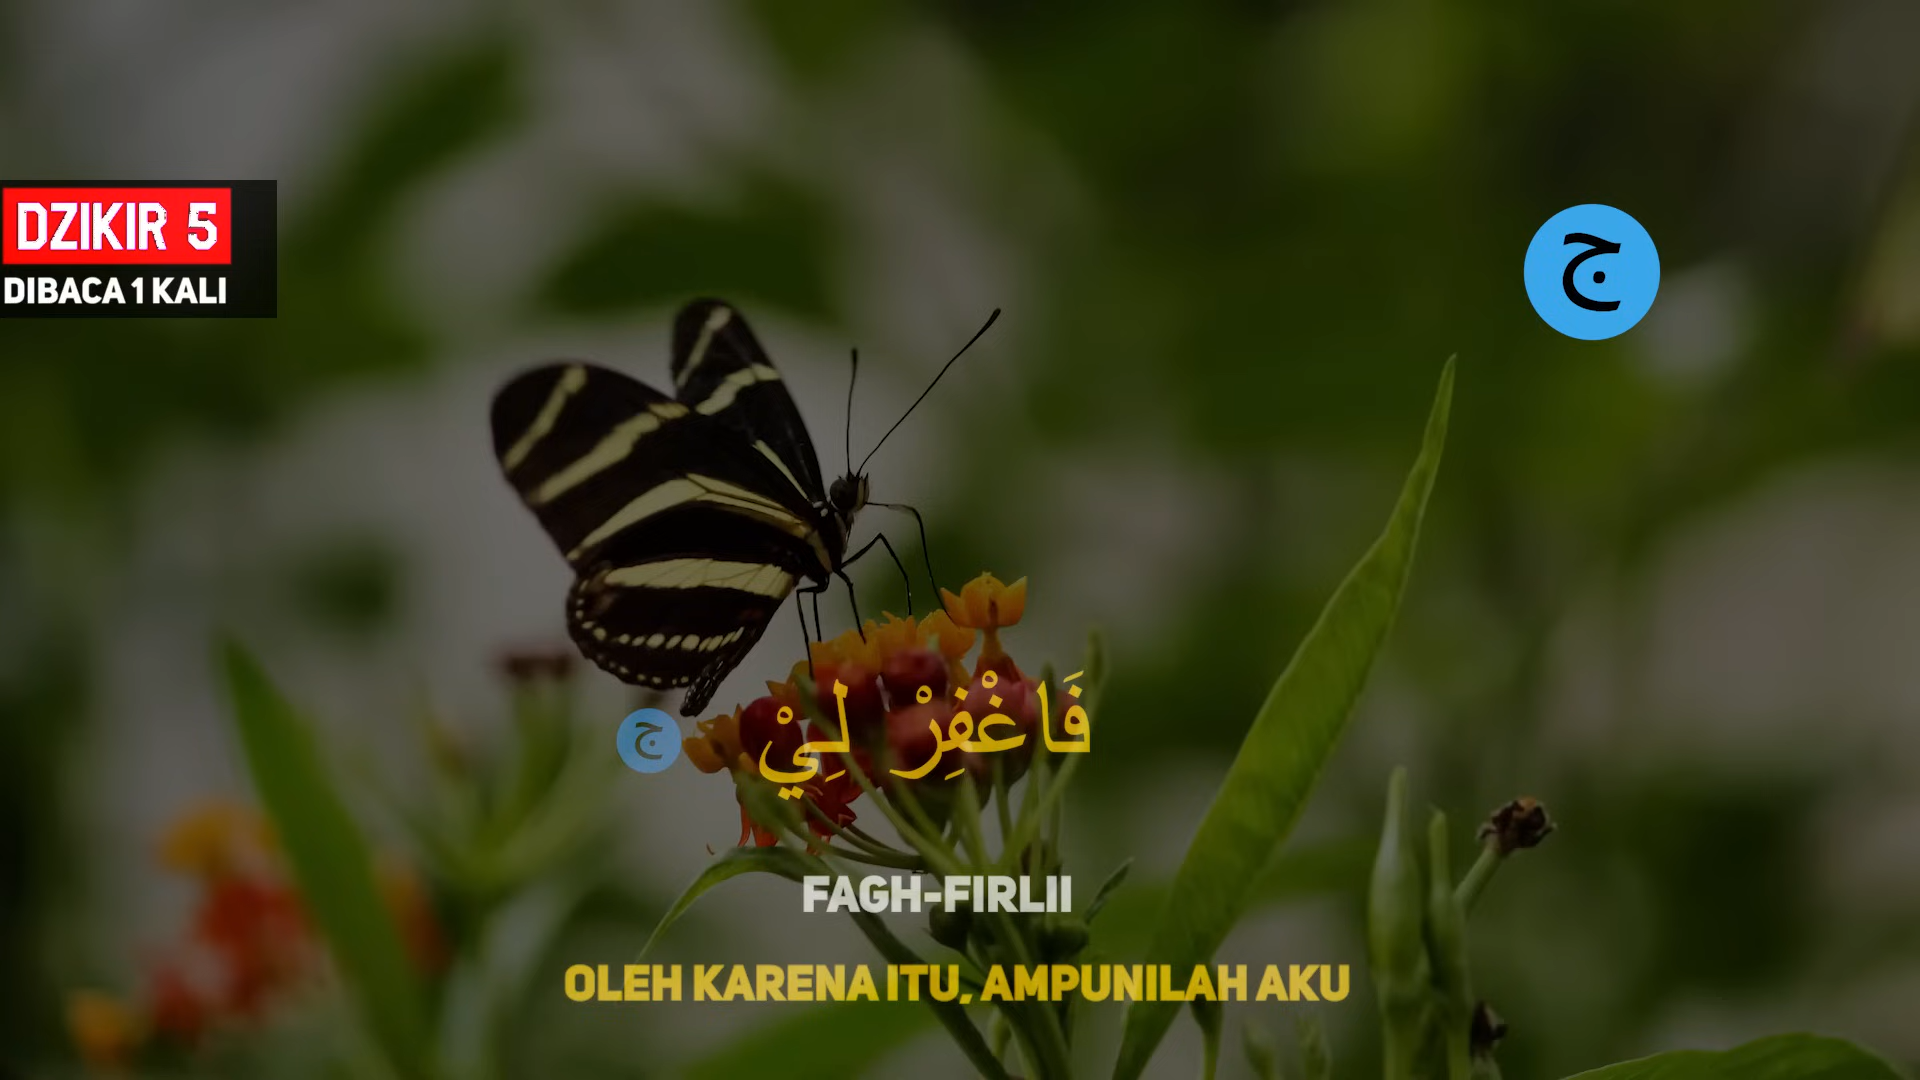 DZIKIR 5
DIBACA 1 KALI
ج
فَاغْفِرْ لِيْ
ج
FAGH-FIRLII
OLEH KARENA ITU, AMPUNILAH AKU